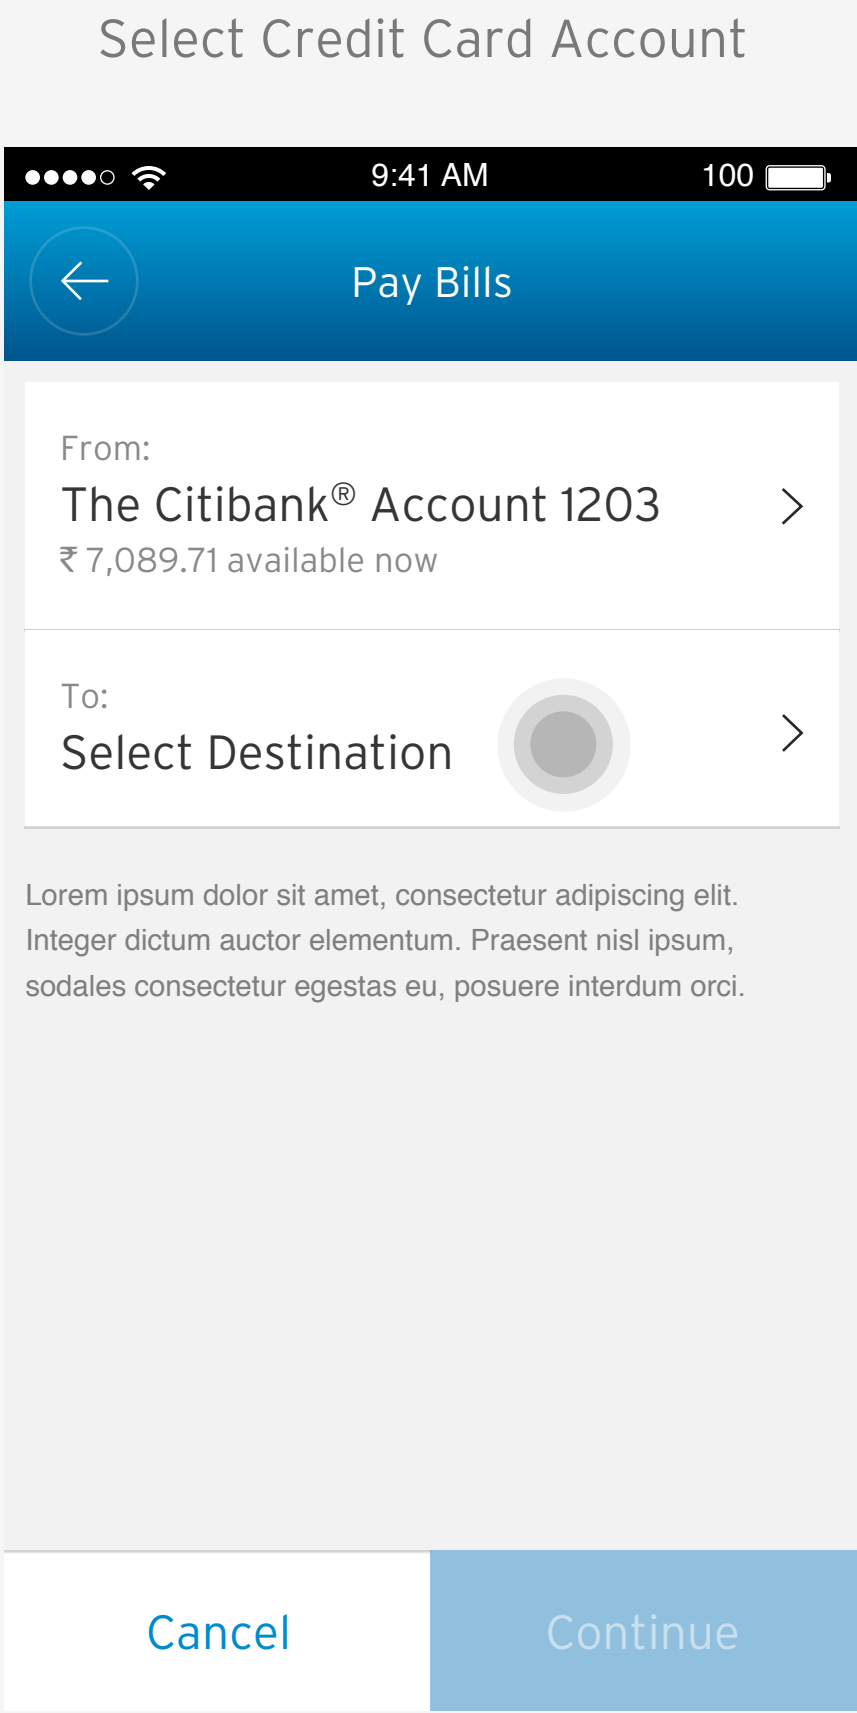 Select Credit Card Account
9:41 AM
100
Pay Bills
From:
The Citibank® Account 1203
₹ 7,089.71 available now
To:
Select Destination
Lorem ipsum dolor sit amet, consectetur adipiscing elit.
Integer dictum auctor elementum. Praesent nisl ipsum,
sodales consectetur egestas eu, posuere interdum orci.
Cancel
Continue